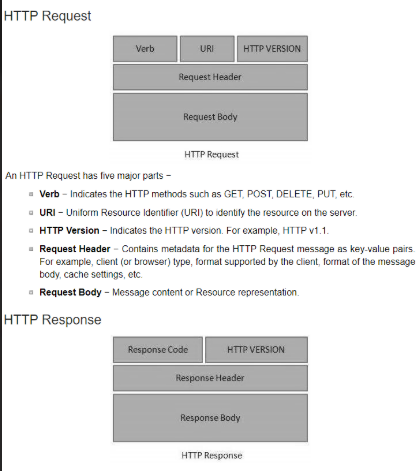 HTTP Request
Verb
URI
HTTP VERSION
Request Header
Request Body
HTTP Request
An HTTP Request has five major parts −
Verb − Indicates the HTTP methods such as GET, POST, DELETE, PUT, etc.
URI − Uniform Resource Identifier (URI) to identify the resource on the server.
HTTP Version − Indicates the HTTP version. For example, HTTP v1.1.
Request Header − Contains metadata for the HTTP Request message as key-value pairs.
For example, client (or browser) type, format supported by the client, format of the message
body, cache settings, etc.
Request Body − Message content or Resource representation.
HTTP Response
Response Code
HTTP VERSION
Response Header
Response Body
HTTP Response